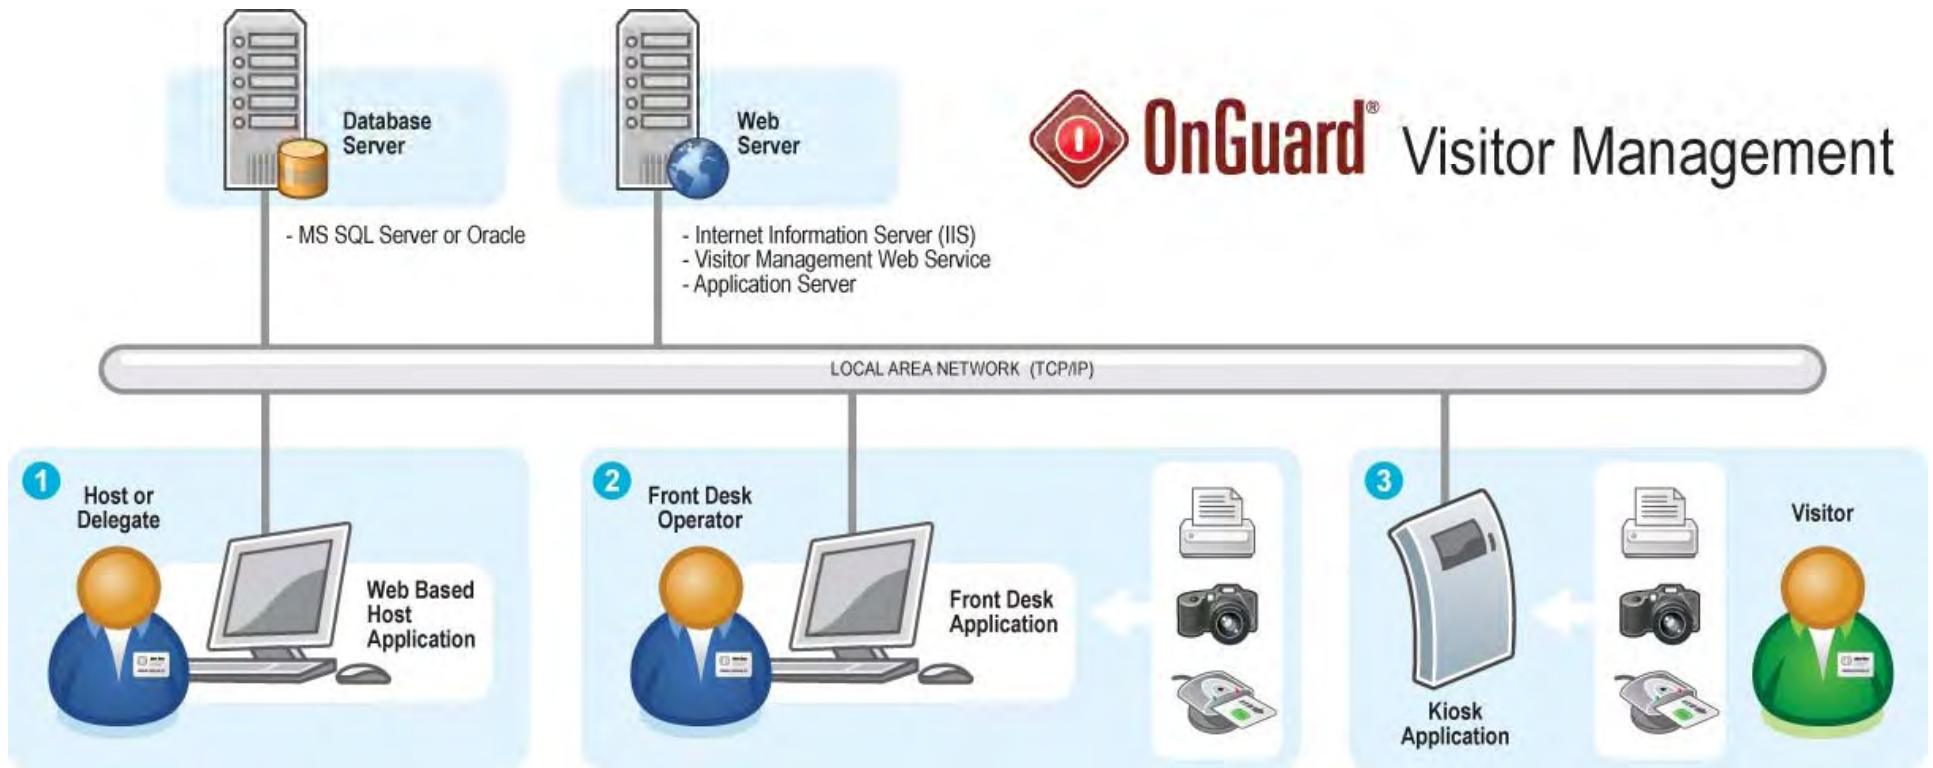 Database
Server
- MS SQL Server or Oracle
Web
Server
- Internet Information Server (IIS)
- Visitor Management Web Service
- Application Server
OnGuard® Visitor Management
LOCAL AREA NETWORK (TCP/IP)
1
Host or
Delegate
Web Based
Host
Application
2
Front Desk
Operator
Front Desk
Application
3
Kiosk
Application
Visitor